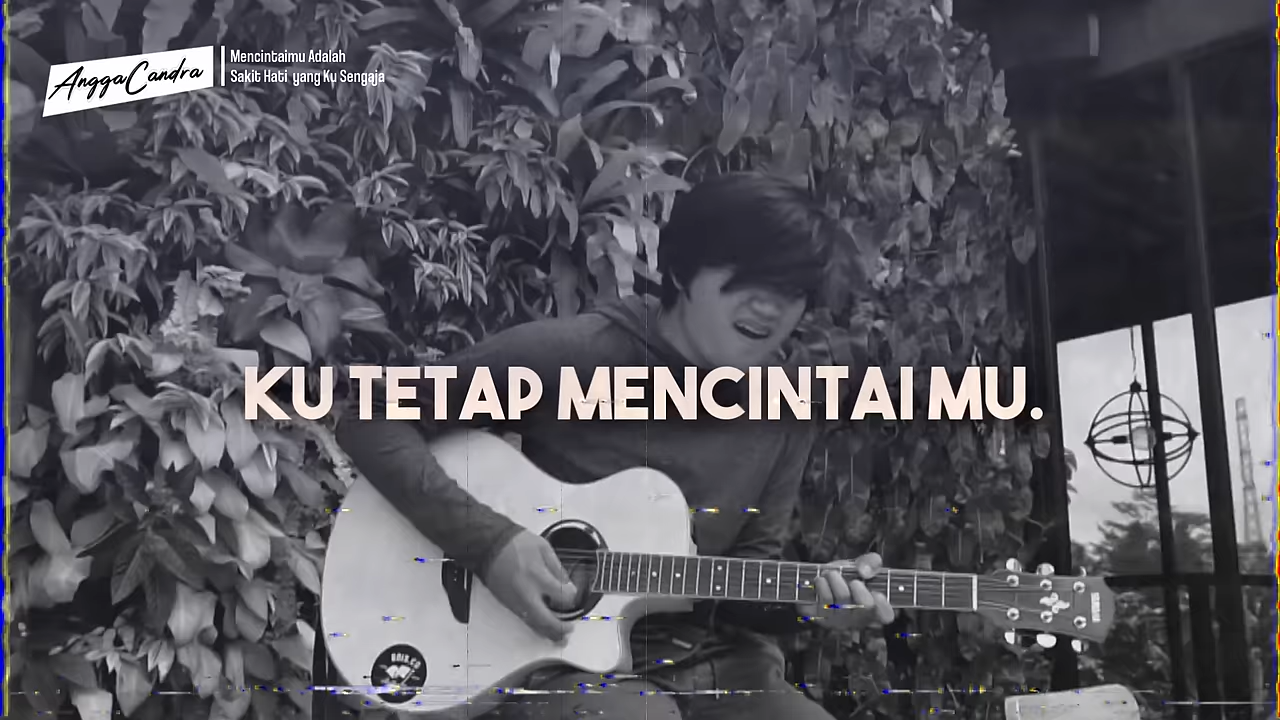 AnggaCandra
Mencintaimu Adalah
Sakit Hati yang Ku Sengaja
KU TETAP MENCINTAI MU.